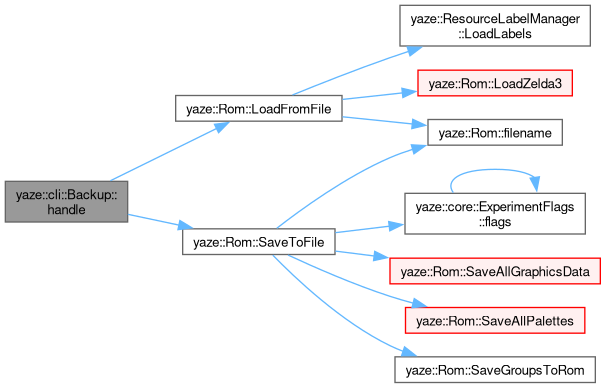 yaze::cli::Backup::
handle
yaze::Rom::LoadFromFile
yaze::ResourceLabelManager
::LoadLabels
yaze::Rom::LoadZelda3
yaze::Rom::filename
yaze::Rom::SaveToFile
yaze::core::ExperimentFlags
::flags
yaze::Rom::SaveAllGraphicsData
yaze::Rom::SaveAllPalettes
yaze::Rom::SaveGroupsToRom